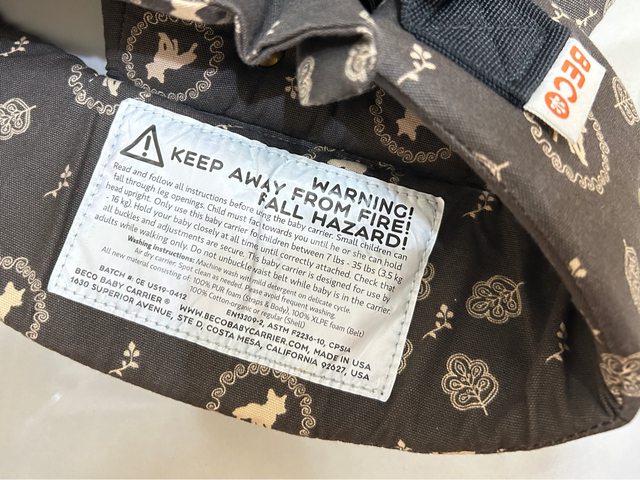 BECO
WARNING!
KEEP AWAY FROM FIRE!
FALL HAZARD!
Read and follow all instructions before using the baby carrier. Small children can
fall through leg openings. Child must face towards you until he or she can hold
head upright. Only use this baby carrier for children between 7 lbs - 35 lbs (3.5 kg
- 16 kg). Hold your baby closely at all time until correctly attached. Check that
all buckles and adjustments are secure. This baby carrier is designed for use by
adults while walking only. Do not unbuckle waist belt while baby is in the carrier.
Washing Instructions: Machine wash with mild detergent on delicate cycle.
Air dry carrier. Spot clean as needed. Please avoid frequent washing.
All new material consisting of 100% PUR foam (Straps & Body), 100% XLPE foam (Belt)
100% Cotton organic or regular (Shell)
BATCH #: CE US19-0412 EN13209-2, ASTM F2236-10, CPSIA
BECO BABY CARRIER® WWW.BECOBABYCARRIER.COM, MADE IN USA
1630 SUPERIOR AVENUE, STE D, COSTA MESA, CALIFORNIA 92627, USA